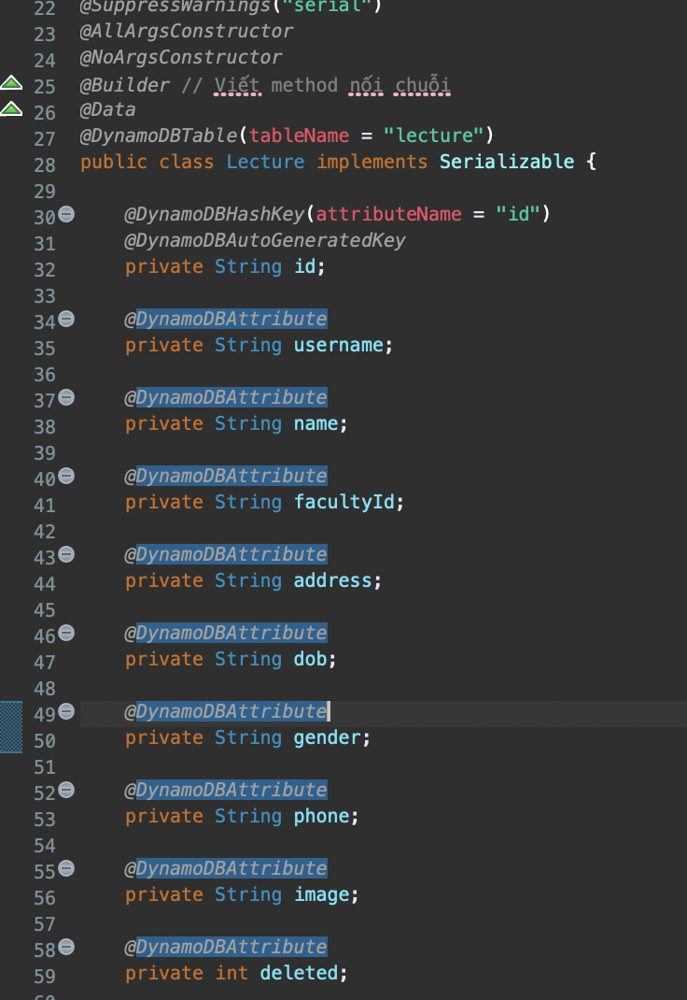 22 @SuppressWarnings("serial")
23 @AllArgsConstructor
24 @NoArgsConstructor
25 @Builder // Viết method nối chuỗi
26 @Data
27 @DynamoDBTable(tableName = "lecture")
28 public class Lecture implements Serializable {
29
30 @DynamoDBHashKey(attributeName = "id")
31 @DynamoDBAutoGeneratedKey
32 private String id;
33
34 @DynamoDBAttribute
35 private String username;
36
37 @DynamoDBAttribute
38 private String name;
39
40 @DynamoDBAttribute
41 private String facultyId;
42
43 @DynamoDBAttribute
44 private String address;
45
46 @DynamoDBAttribute
47 private String dob;
48
49 @DynamoDBAttribute
50 private String gender;
51
52 @DynamoDBAttribute
53 private String phone;
54
55 @DynamoDBAttribute
56 private String image;
57
58 @DynamoDBAttribute
59 private int deleted;